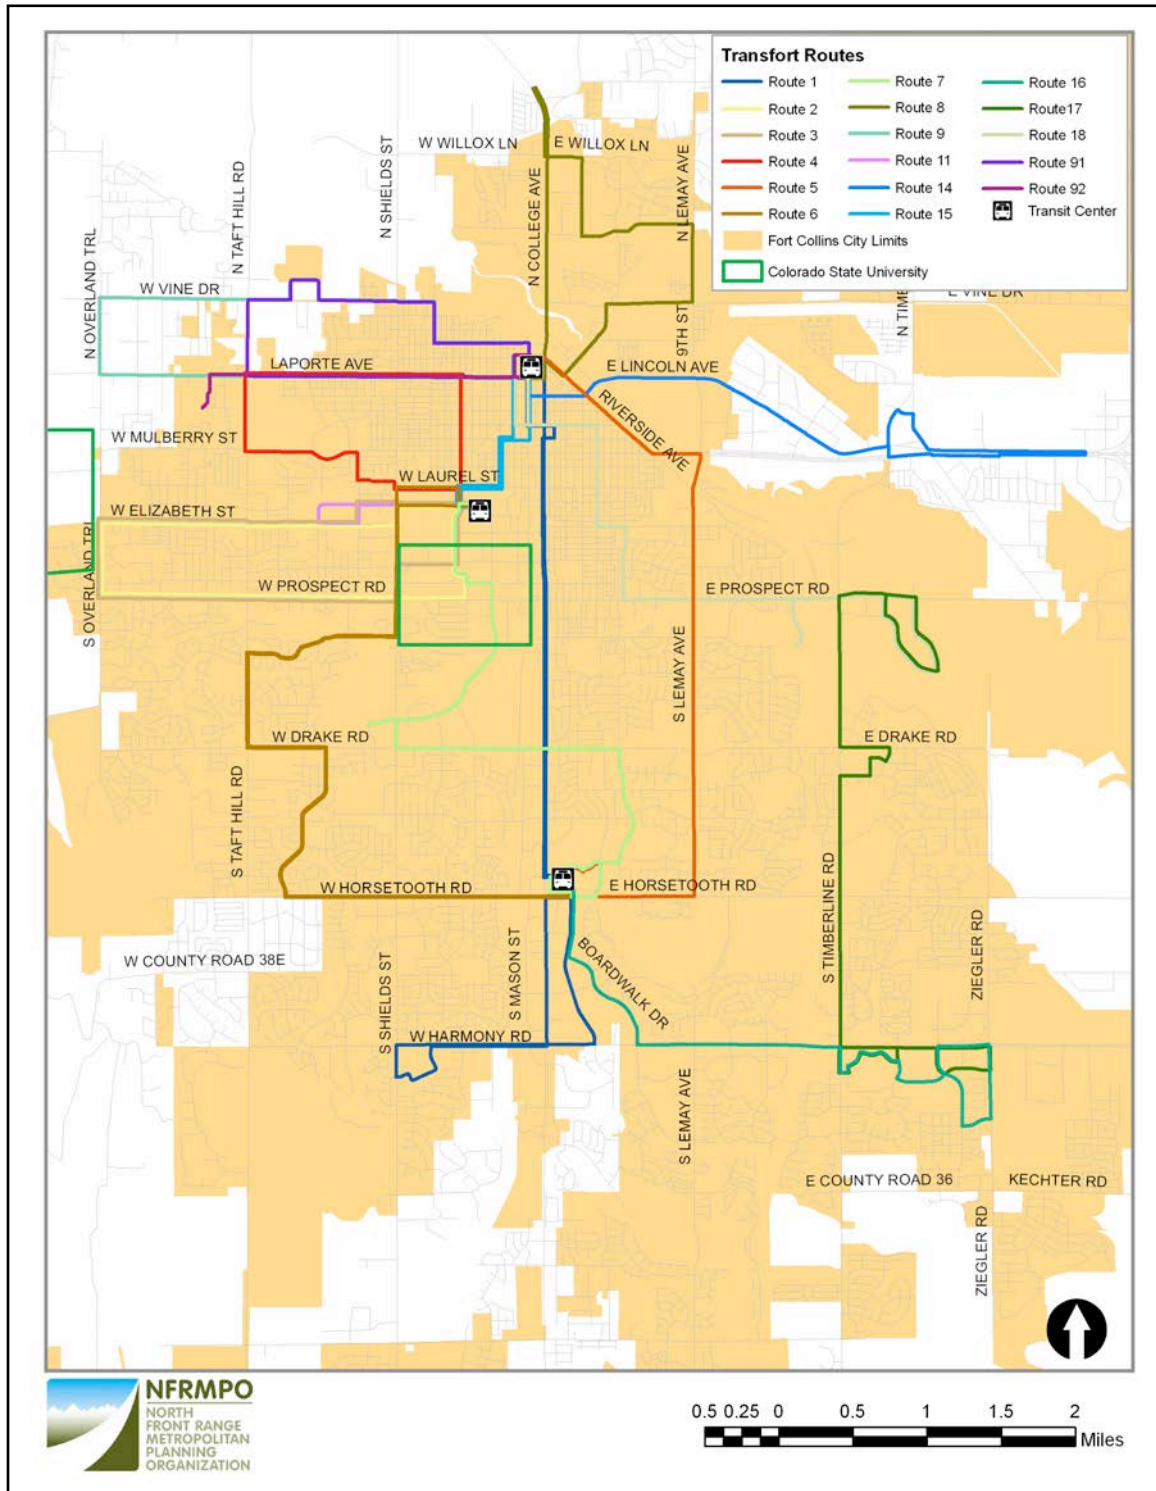 Transfort Routes
Route 1
Route 2
Route 3
Route 4
Route 5
Route 6
Route 7
Route 8
Route 9
Route 11
Route 14
Route 15
Route 16
Route17
Route 18
Route 91
Route 92
Transit Center
Fort Collins City Limits
Colorado State University
W WILLOX LN
E WILLOX LN
N SHIELDS ST
N TAFT HILL RD
N COLLEGE AVE
N LEMAY AVE
N OVERLAND TRL
W VINE DR
E VINE DR
N TIMB
9TH ST
LAPORTE AVE
E LINCOLN AVE
RIVERSIDE AVE
W MULBERRY ST
W LAUREL ST
W ELIZABETH ST
S OVERLAND TRL
W PROSPECT RD
E PROSPECT RD
S LEMAY AVE
W DRAKE RD
E DRAKE RD
S TAFT HILL RD
W HORSETOOTH RD
E HORSETOOTH RD
S TIMBERLINE RD
ZIEGLER RD
W COUNTY ROAD 38E
S SHIELDS ST
S MASON ST
BOARDWALK DR
W HARMONY RD
S LEMAY AVE
E COUNTY ROAD 36
KECHTER RD
ZIEGLER RD
NFRMPO
NORTH
FRONT RANGE
METROPOLITAN
PLANNING
ORGANIZATION
0.5 0.25 0 0.5 1 1.5 2
Miles